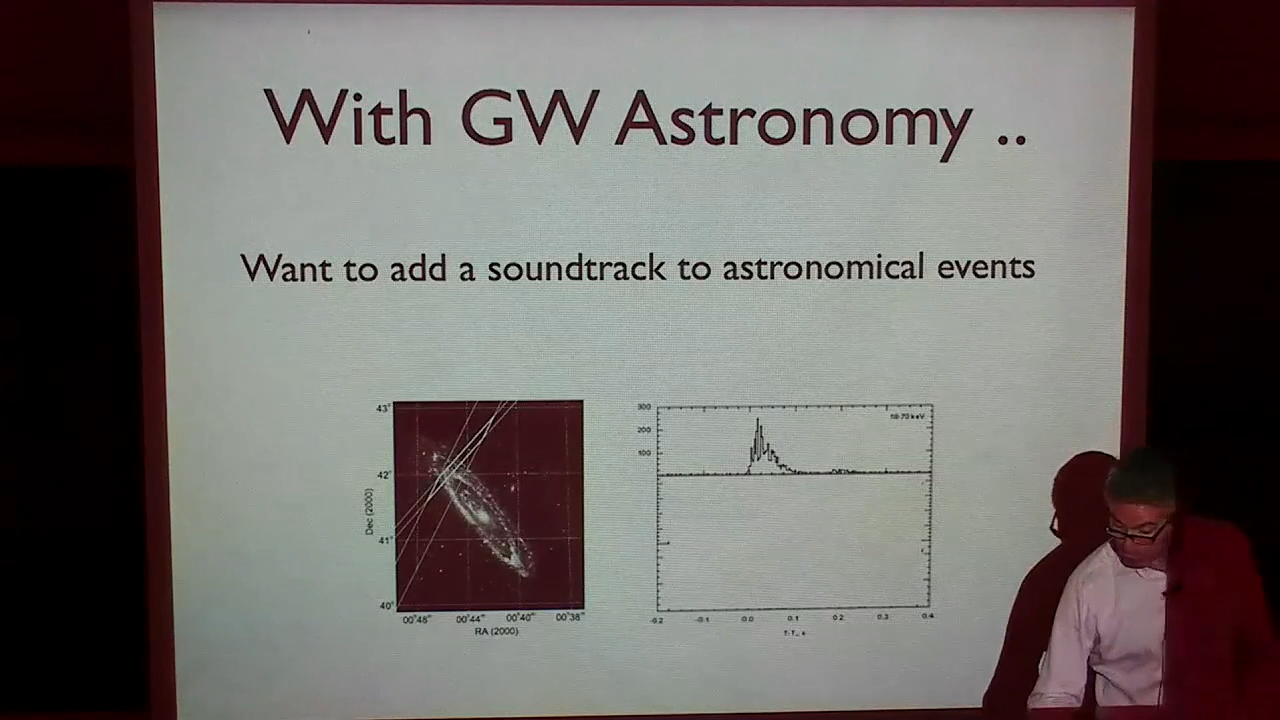 With GW Astronomy ..
Want to add a soundtrack to astronomical events
43°
42°
41°
40°
Dec (2000)
00ʰ48ᵐ 00ʰ44ᵐ 00ʰ40ᵐ 00ʰ38ᵐ
RA (2000)
300
200
100
-0.2 -0.1 0.0 0.1 0.2 0.3 0.4